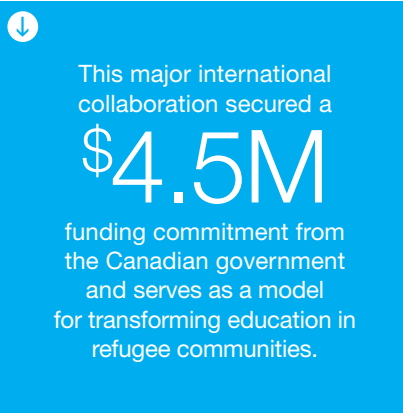 This major international
collaboration secured a
$4.5M
funding commitment from
the Canadian government
and serves as a model
for transforming education in
refugee communities.